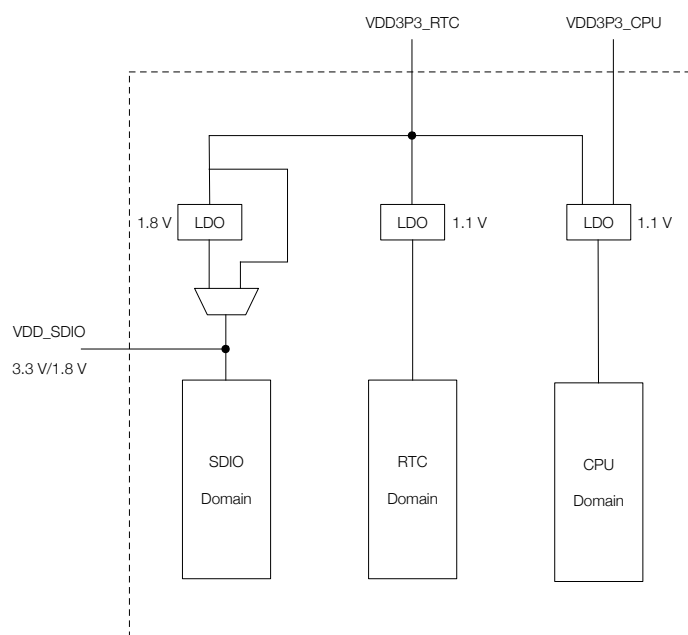 VDD3P3_RTC
VDD3P3_CPU
1.8 V
LDO
LDO
1.1 V
LDO
1.1 V
VDD_SDIO
3.3 V/1.8 V
SDIO
Domain
RTC
Domain
CPU
Domain